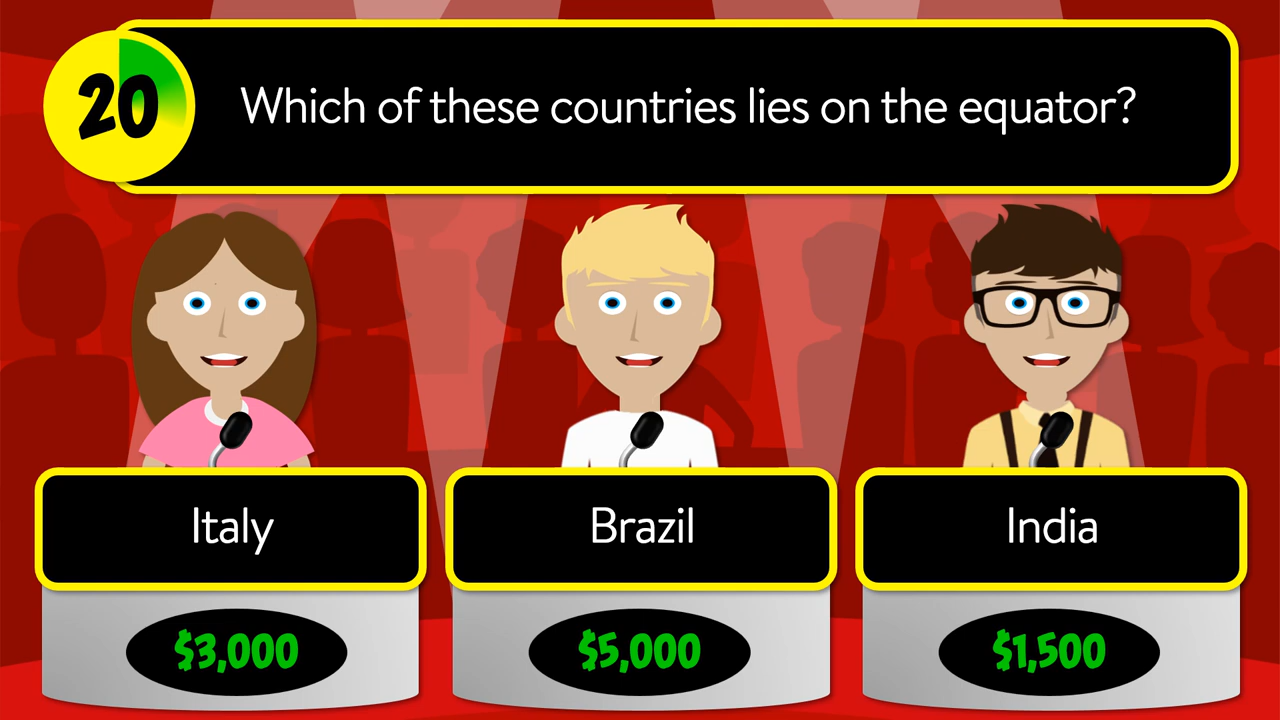 20
Which of these countries lies on the equator?
Italy
Brazil
India
$3,000
$5,000
$1,500